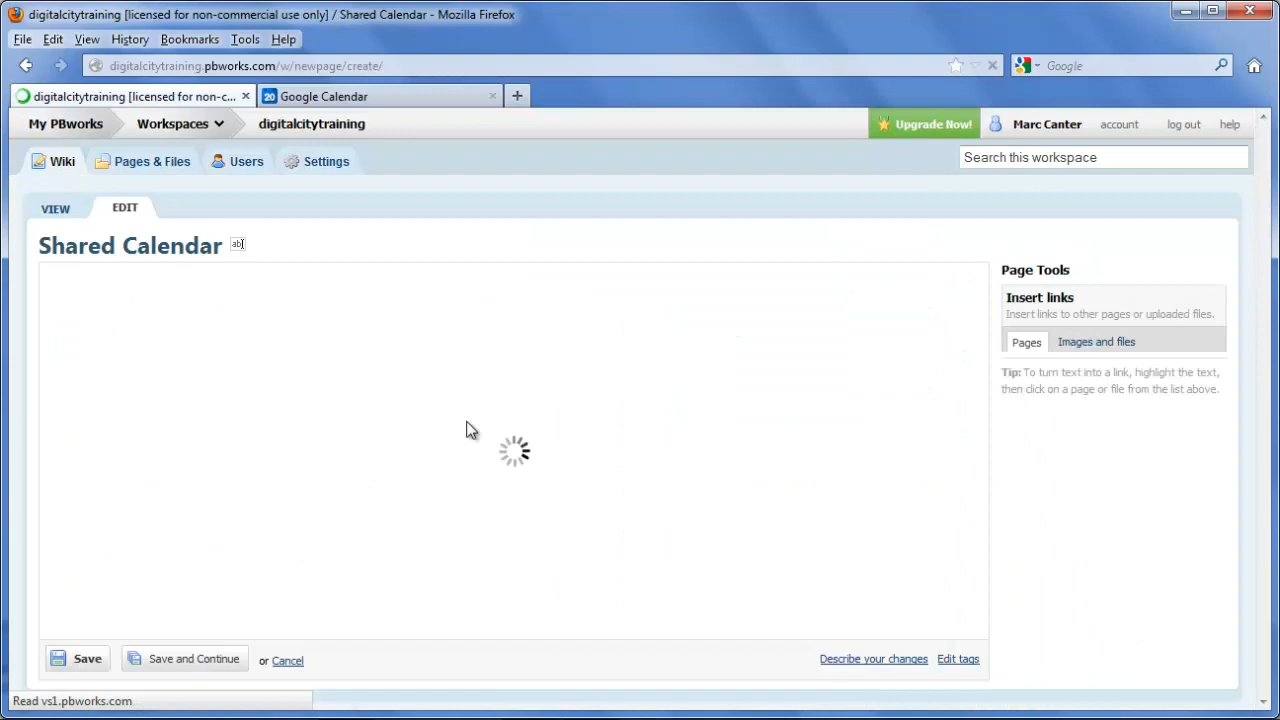 digitalcitytraining [licensed for non-commercial use only] / Shared Calendar - Mozilla Firefox
File Edit View History Bookmarks Tools Help
digitalcitytraining.pbworks.com/w/newpage/create/ Google
digitalcitytraining [licensed for non-c... 20 Google Calendar
My PBworks Workspaces digitalcitytraining Upgrade Now! Marc Canter account log out help
Wiki Pages & Files Users Settings Search this workspace
VIEW EDIT
Shared Calendar ab
Page Tools
Insert links
Insert links to other pages or uploaded files.
Pages Images and files
Tip: To turn text into a link, highlight the text,
then click on a page or file from the list above.
Save Save and Continue or Cancel Describe your changes Edit tags
Read vs1.pbworks.com